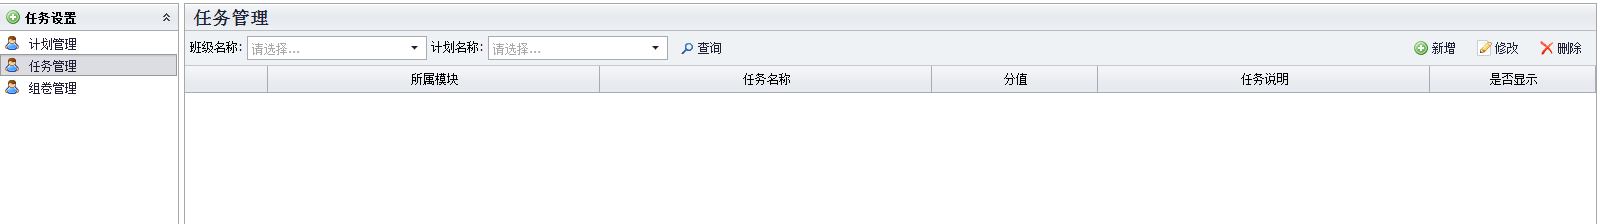 任务设置
计划管理
任务管理
组卷管理
任务管理
班级名称: 请选择... 计划名称: 请选择... 查询 新增 修改 删除
所属模块 任务名称 分值 任务说明 是否显示